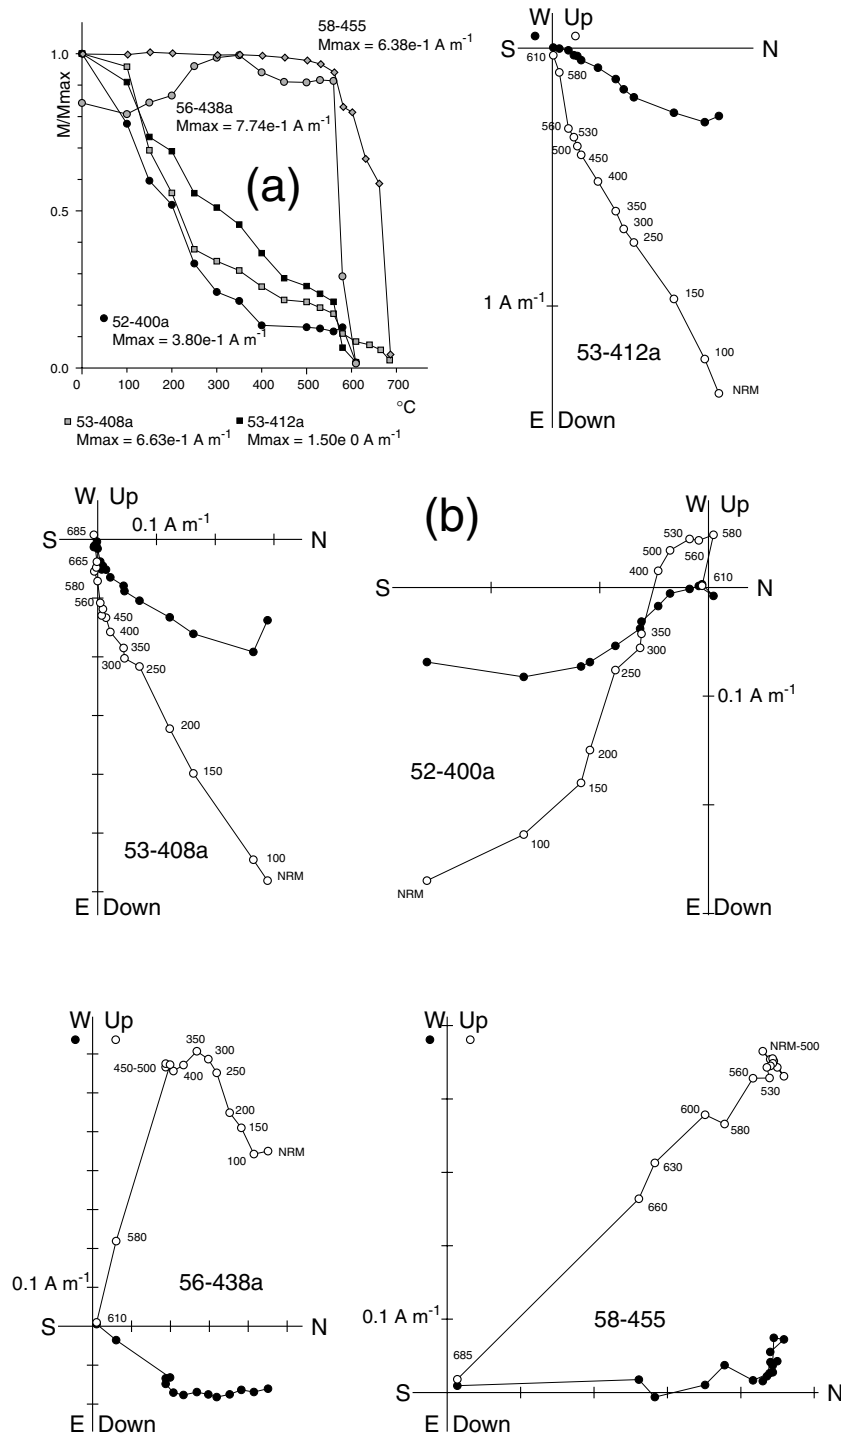 58-455
Mmax = 6.38e-1 A m-1
1.0
M/Mmax
56-438a
Mmax = 7.74e-1 A m-1
(a)
0.5
52-400a
Mmax = 3.80e-1 A m-1
0.0
0 100 200 300 400 500 600 700
°C
53-408a
Mmax = 6.63e-1 A m-1
53-412a
Mmax = 1.50e 0 A m-1
W Up
S N
610
580
560
530
500
450
400
350
300
250
1 A m-1
150
53-412a
100
NRM
E Down
W Up
0.1 A m-1
685
S N
665
580
560
450
400
350
300
250
200
150
53-408a
100
NRM
E Down
(b)
W Up
530
580
500
560
400
610
S N
350
300
250
0.1 A m-1
200
52-400a
150
100
NRM
E Down
W Up
350
300
450-500
400
250
200
150
100
NRM
580
0.1 A m-1
56-438a
610
S N
E Down
W Up
NRM-500
560
530
600
580
630
660
0.1 A m-1
58-455
685
S N
E Down